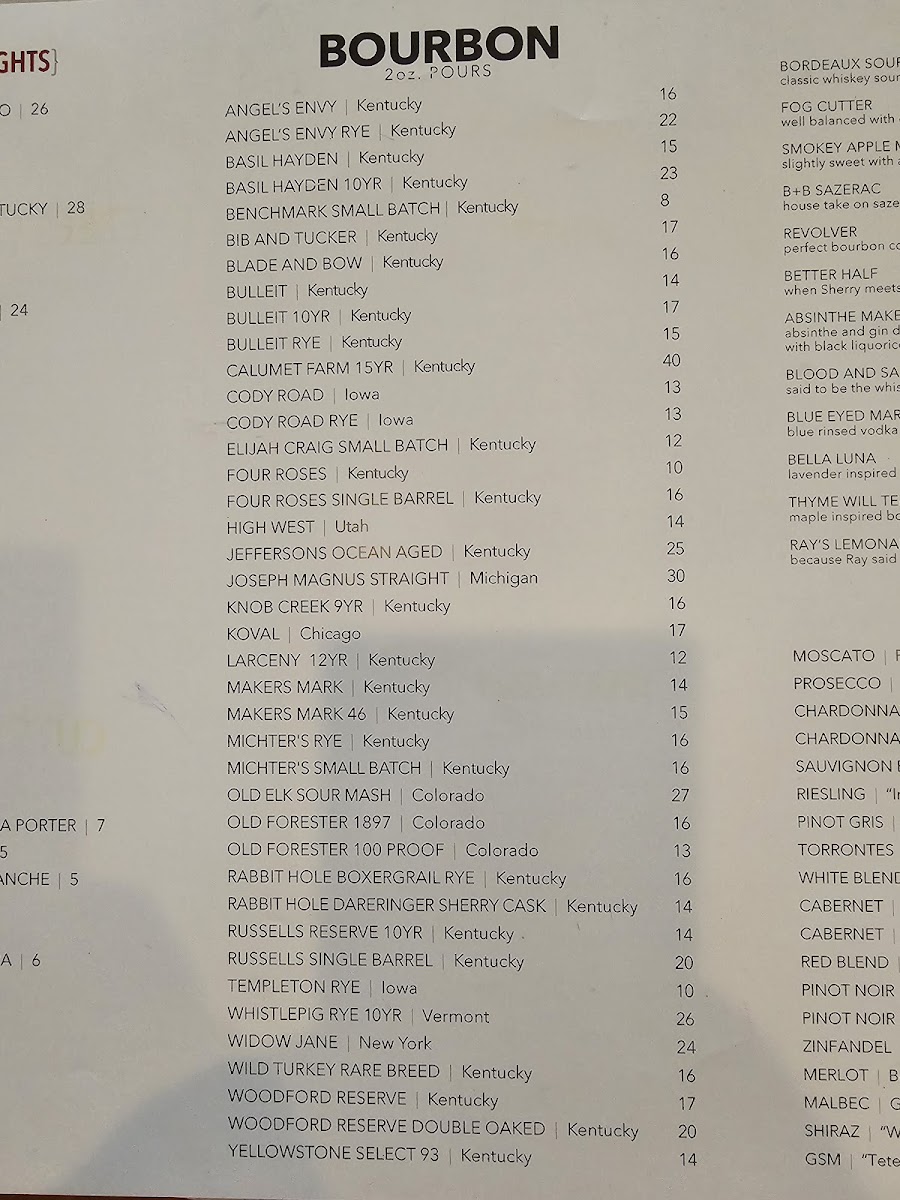 GHTS}
O | 26
TUCKY | 28
| 24
A PORTER | 7
5
ANCHE | 5
A | 6
BOURBON
2oz. POURS
ANGEL'S ENVY | Kentucky 16
ANGEL'S ENVY RYE | Kentucky 22
BASIL HAYDEN | Kentucky 15
BASIL HAYDEN 10YR | Kentucky 23
BENCHMARK SMALL BATCH | Kentucky 8
BIB AND TUCKER | Kentucky 17
BLADE AND BOW | Kentucky 16
BULLEIT | Kentucky 14
BULLEIT 10YR | Kentucky 17
BULLEIT RYE | Kentucky 15
CALUMET FARM 15YR | Kentucky 40
CODY ROAD | Iowa 13
CODY ROAD RYE | Iowa 13
ELIJAH CRAIG SMALL BATCH | Kentucky 12
FOUR ROSES | Kentucky 10
FOUR ROSES SINGLE BARREL | Kentucky 16
HIGH WEST | Utah 14
JEFFERSONS OCEAN AGED | Kentucky 25
JOSEPH MAGNUS STRAIGHT | Michigan 30
KNOB CREEK 9YR | Kentucky 16
KOVAL | Chicago 17
LARCENY 12YR | Kentucky 12
MAKERS MARK | Kentucky 14
MAKERS MARK 46 | Kentucky 15
MICHTER'S RYE | Kentucky 16
MICHTER'S SMALL BATCH | Kentucky 16
OLD ELK SOUR MASH | Colorado 27
OLD FORESTER 1897 | Colorado 16
OLD FORESTER 100 PROOF | Colorado 13
RABBIT HOLE BOXERGRAIL RYE | Kentucky 16
RABBIT HOLE DARERINGER SHERRY CASK | Kentucky 14
RUSSELLS RESERVE 10YR | Kentucky 14
RUSSELLS SINGLE BARREL | Kentucky 20
TEMPLETON RYE | Iowa 10
WHISTLEPIG RYE 10YR | Vermont 26
WIDOW JANE | New York 24
WILD TURKEY RARE BREED | Kentucky 16
WOODFORD RESERVE | Kentucky 17
WOODFORD RESERVE DOUBLE OAKED | Kentucky 20
YELLOWSTONE SELECT 93 | Kentucky 14
BORDEAUX SOUR
classic whiskey sour
FOG CUTTER
well balanced with
SMOKEY APPLE M
slightly sweet with a
B+B SAZERAC
house take on saze
REVOLVER
perfect bourbon co
BETTER HALF
when Sherry meets
ABSINTHE MAKE
absinthe and gin d
with black liquorice
BLOOD AND SA
said to be the whis
BLUE EYED MAR
blue rinsed vodka
BELLA LUNA
lavender inspired
THYME WILL TE
maple inspired bo
RAY'S LEMONA
because Ray said
MOSCATO |
PROSECCO |
CHARDONNA
CHARDONNA
SAUVIGNON
RIESLING | "I
PINOT GRIS |
TORRONTES
WHITE BLEND
CABERNET |
CABERNET |
RED BLEND |
PINOT NOIR
PINOT NOIR
ZINFANDEL
MERLOT | B
MALBEC | G
SHIRAZ | "W
GSM | "Tete